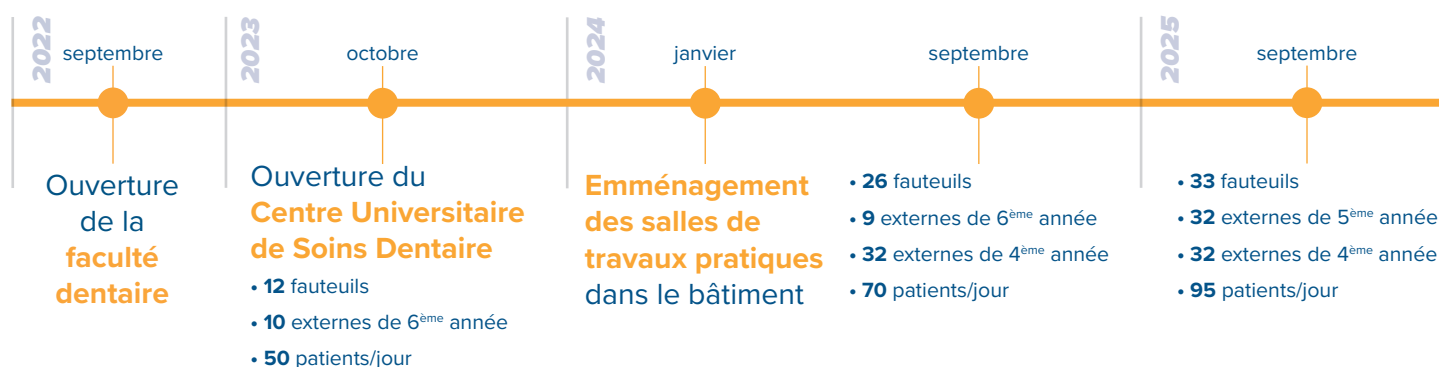 2022
septembre
Ouverture
de la
faculté
dentaire
2023
octobre
Ouverture du
Centre Universitaire
de Soins Dentaire
• 12 fauteuils
• 10 externes de 6ème année
• 50 patients/jour
2024
janvier
Emménagement
des salles de
travaux pratiques
dans le bâtiment
septembre
• 26 fauteuils
• 9 externes de 6ème année
• 32 externes de 4ème année
• 70 patients/jour
2025
septembre
• 33 fauteuils
• 32 externes de 5ème année
• 32 externes de 4ème année
• 95 patients/jour